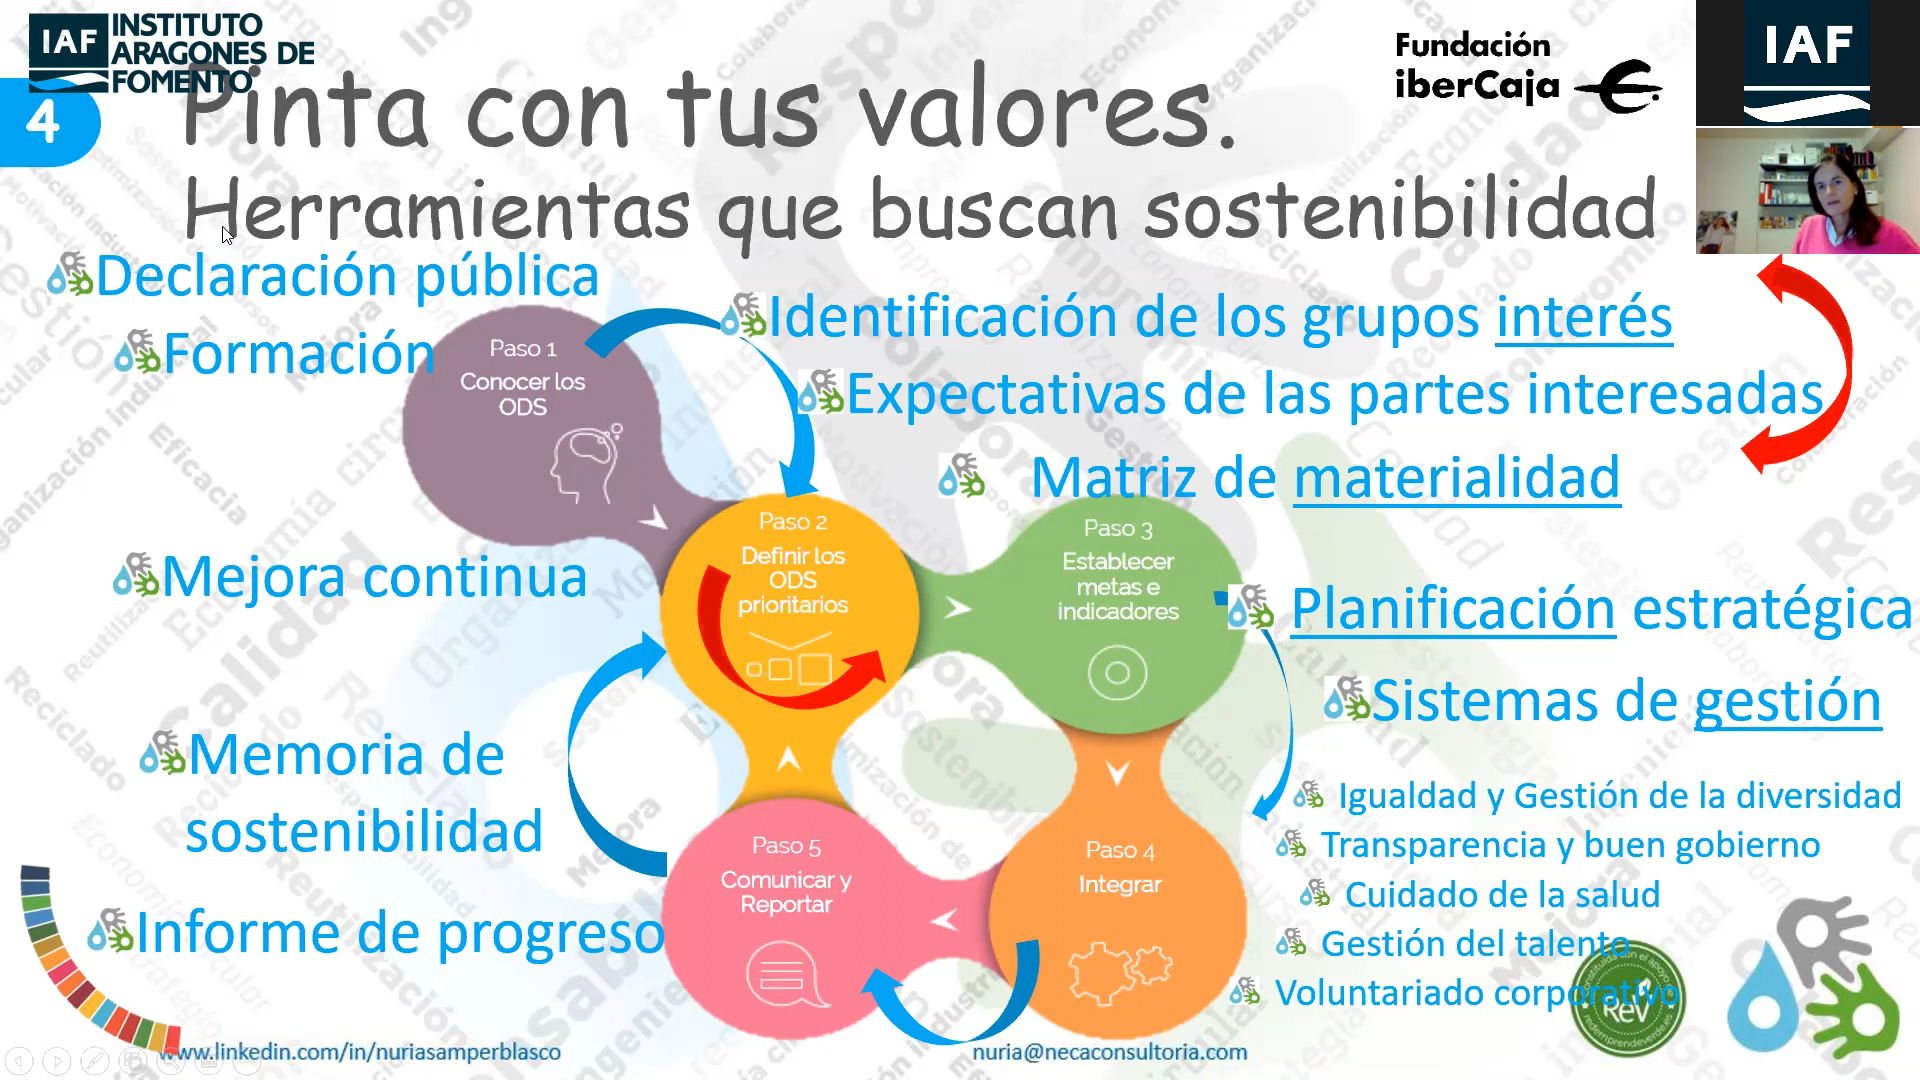 IAF
INSTITUTO
ARAGONES DE
FOMENTO
Fundación
iberCaja
IAF
4
Pinta con tus valores.
Herramientas que buscan sostenibilidad
Declaración pública
Formación
Identificación de los grupos interés
Expectativas de las partes interesadas
Matriz de materialidad
Paso 1
Conocer los
ODS
Paso 2
Definir los
ODS
prioritarios
Paso 3
Establecer
metas e
indicadores
Mejora continua
Planificación estratégica
Sistemas de gestión
Memoria de
sostenibilidad
Igualdad y Gestión de la diversidad
Transparencia y buen gobierno
Cuidado de la salud
Gestión del talento
Voluntariado corporativo
Paso 5
Comunicar y
Reportar
Paso 4
Integrar
Informe de progreso
ReV
redemprendeverde.es
www.linkedin.com/in/nuriasamperblasco
nuria@necaconsultoria.com